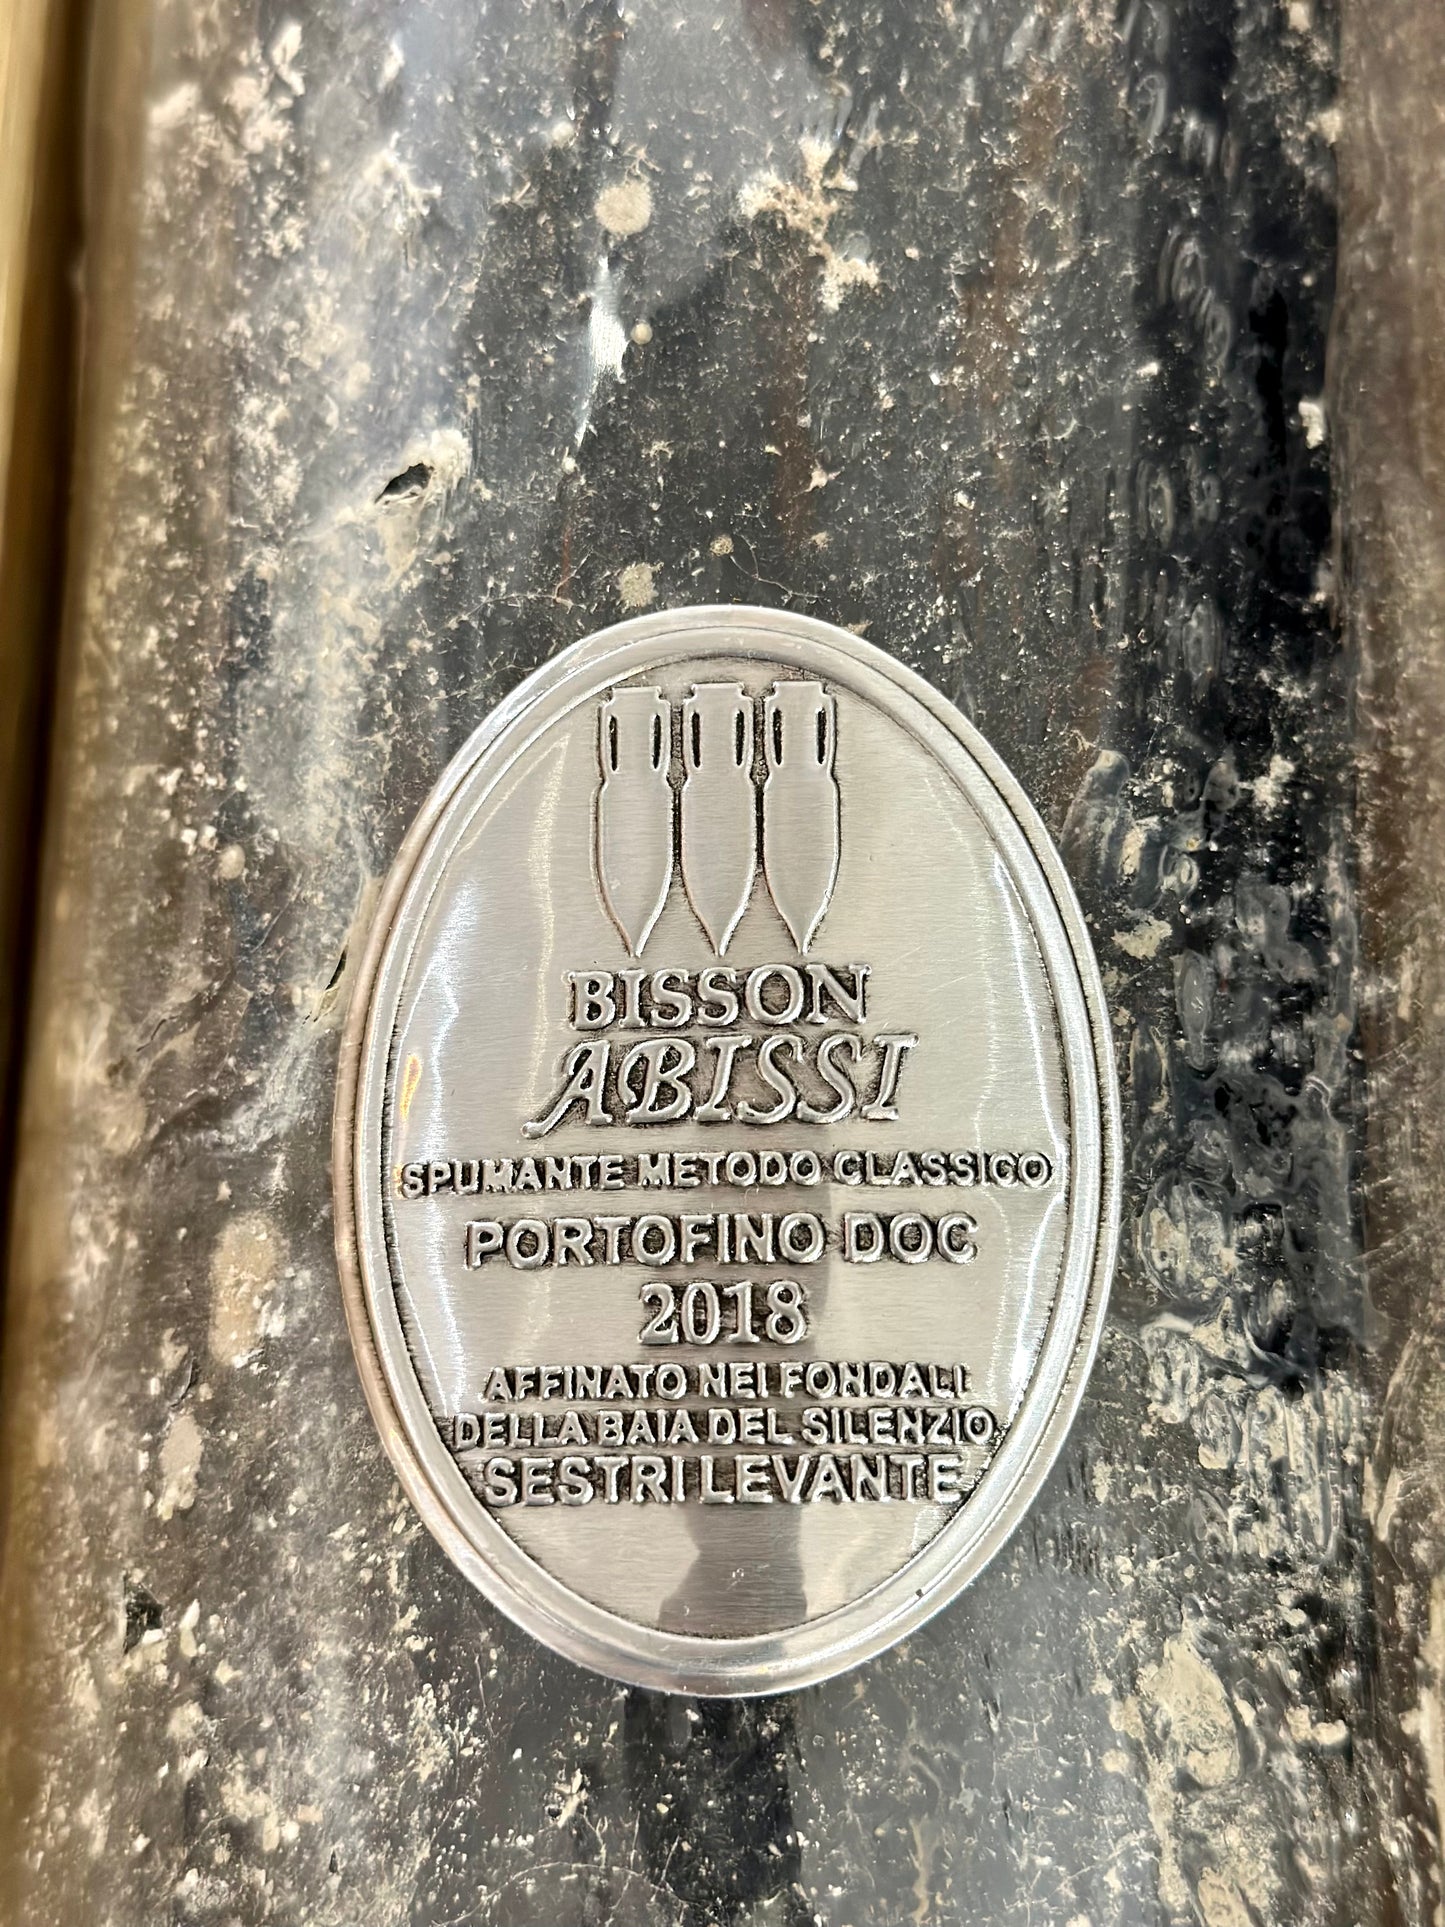 BISSON
ABISSI
SPUMANTE METODO CLASSICO
PORTOFINO DOC
2018
AFFINATO NEI FONDALI
DELLA BAIA DEL SILENZIO
SESTRI LEVANTE